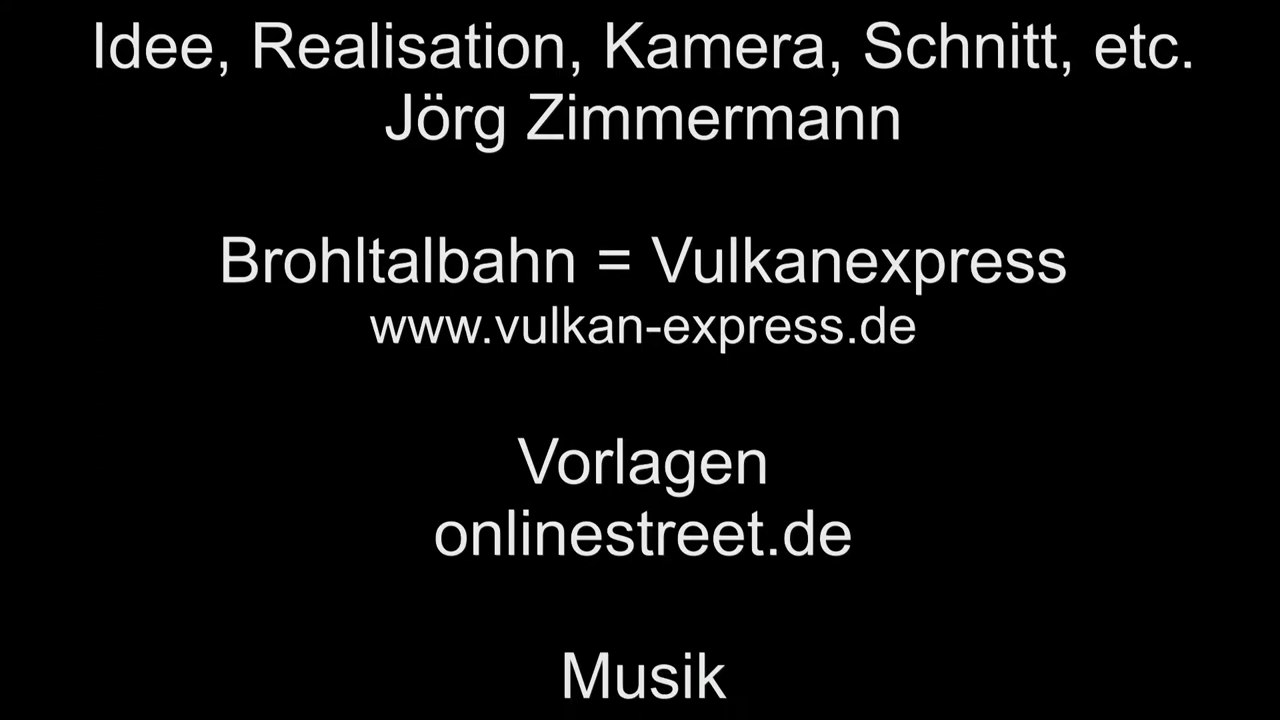 Idee, Realisation, Kamera, Schnitt, etc.
Jörg Zimmermann
Brohltalbahn = Vulkanexpress
www.vulkan-express.de
Vorlagen
onlinestreet.de
Musik